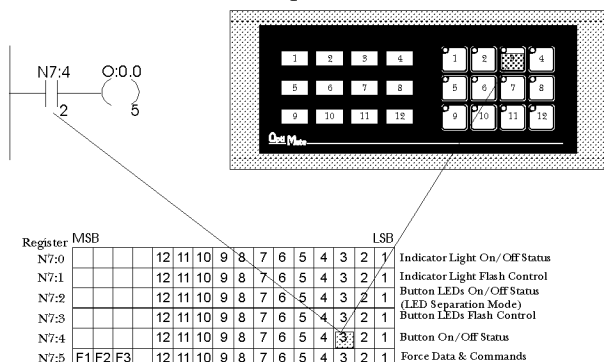 N7:4 O:0.0
2 5
1 2 3 4
5 6 7 8
9 10 11 12
1 2 4
5 6 7 8
9 10 11 12
Opti Mate
Register MSB LSB
N7:0 12 11 10 9 8 7 6 5 4 3 2 1 Indicator Light On/Off Status
N7:1 12 11 10 9 8 7 6 5 4 3 2 1 Indicator Light Flash Control
N7:2 12 11 10 9 8 7 6 5 4 3 2 1 Button LEDs On/Off Status
(LED Separation Mode)
N7:3 12 11 10 9 8 7 6 5 4 3 2 1 Button LEDs Flash Control
N7:4 12 11 10 9 8 7 6 5 4 3 2 1 Button On/Off Status
N7:5 F1 F2 F3 12 11 10 9 8 7 6 5 4 3 2 1 Force Data & Commands